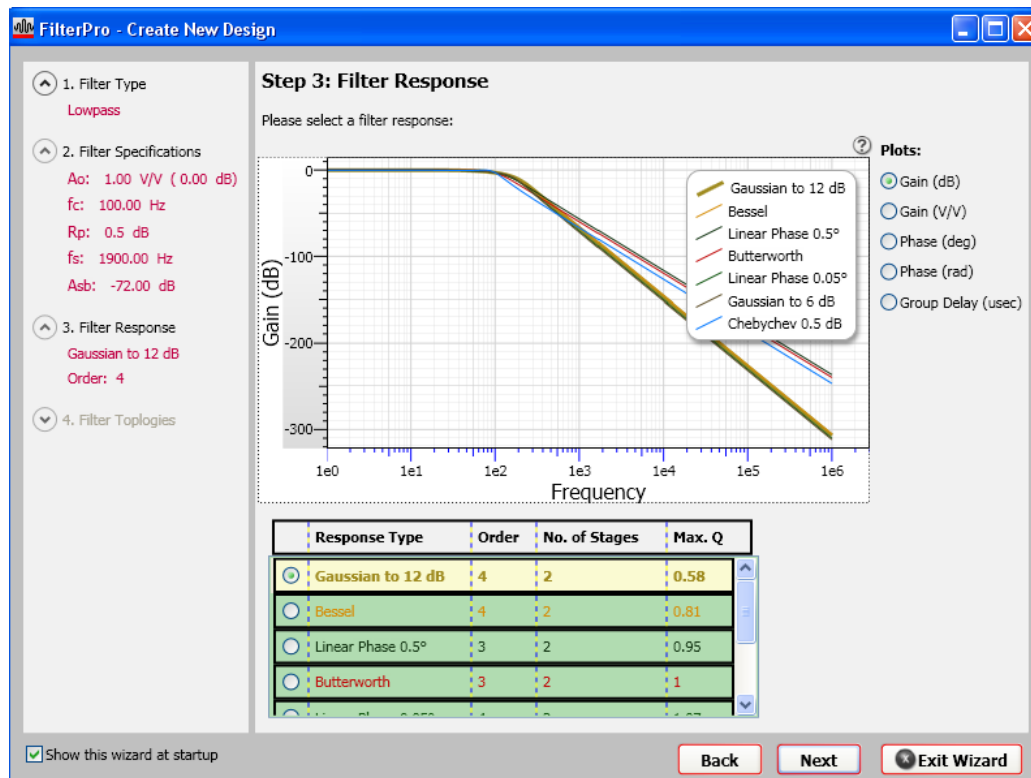 FilterPro - Create New Design
1. Filter Type
Lowpass
2. Filter Specifications
Ao: 1.00 V/V ( 0.00 dB)
fc: 100.00 Hz
Rp: 0.5 dB
fs: 1900.00 Hz
Asb: -72.00 dB
3. Filter Response
Gaussian to 12 dB
Order: 4
4. Filter Toplogies
Step 3: Filter Response
Please select a filter response:
0
-100
-200
-300
Gain (dB)
Gaussian to 12 dB
Bessel
Linear Phase 0.5°
Butterworth
Linear Phase 0.05°
Gaussian to 6 dB
Chebychev 0.5 dB
1e0 1e1 1e2 1e3 1e4 1e5 1e6
Frequency
?
Plots:
Gain (dB)
Gain (V/V)
Phase (deg)
Phase (rad)
Group Delay (usec)
Response Type Order No. of Stages Max. Q
Gaussian to 12 dB 4 2 0.58
Bessel 4 2 0.81
Linear Phase 0.5° 3 2 0.95
Butterworth 3 2 1
Show this wizard at startup
Back Next Exit Wizard